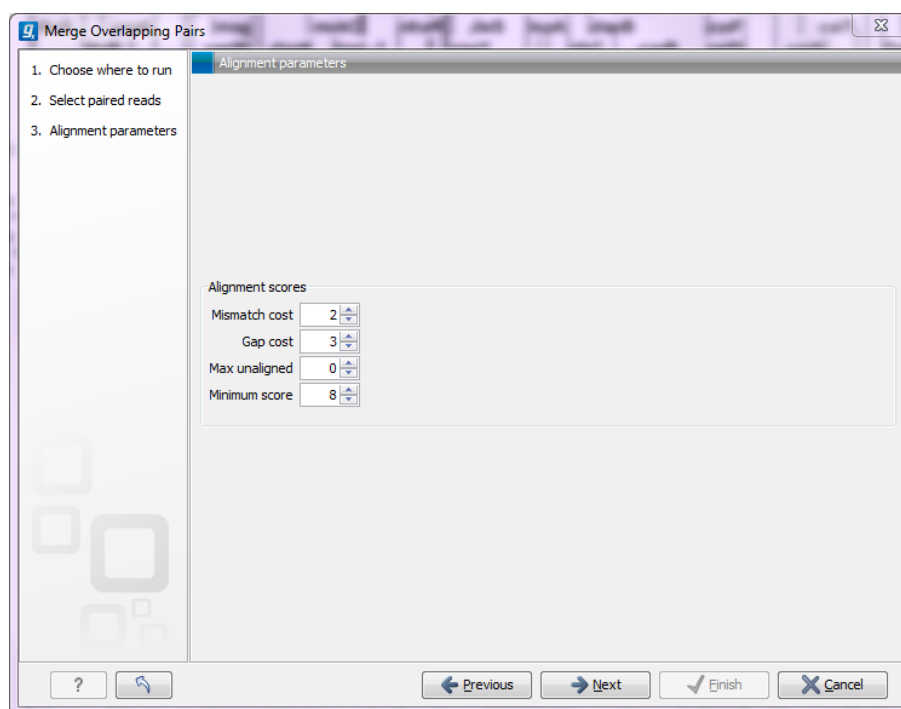 Merge Overlapping Pairs
1. Choose where to run
2. Select paired reads
3. Alignment parameters
Alignment parameters
Alignment scores
Mismatch cost 2
Gap cost 3
Max unaligned 0
Minimum score 8
? Previous Next Finish Cancel